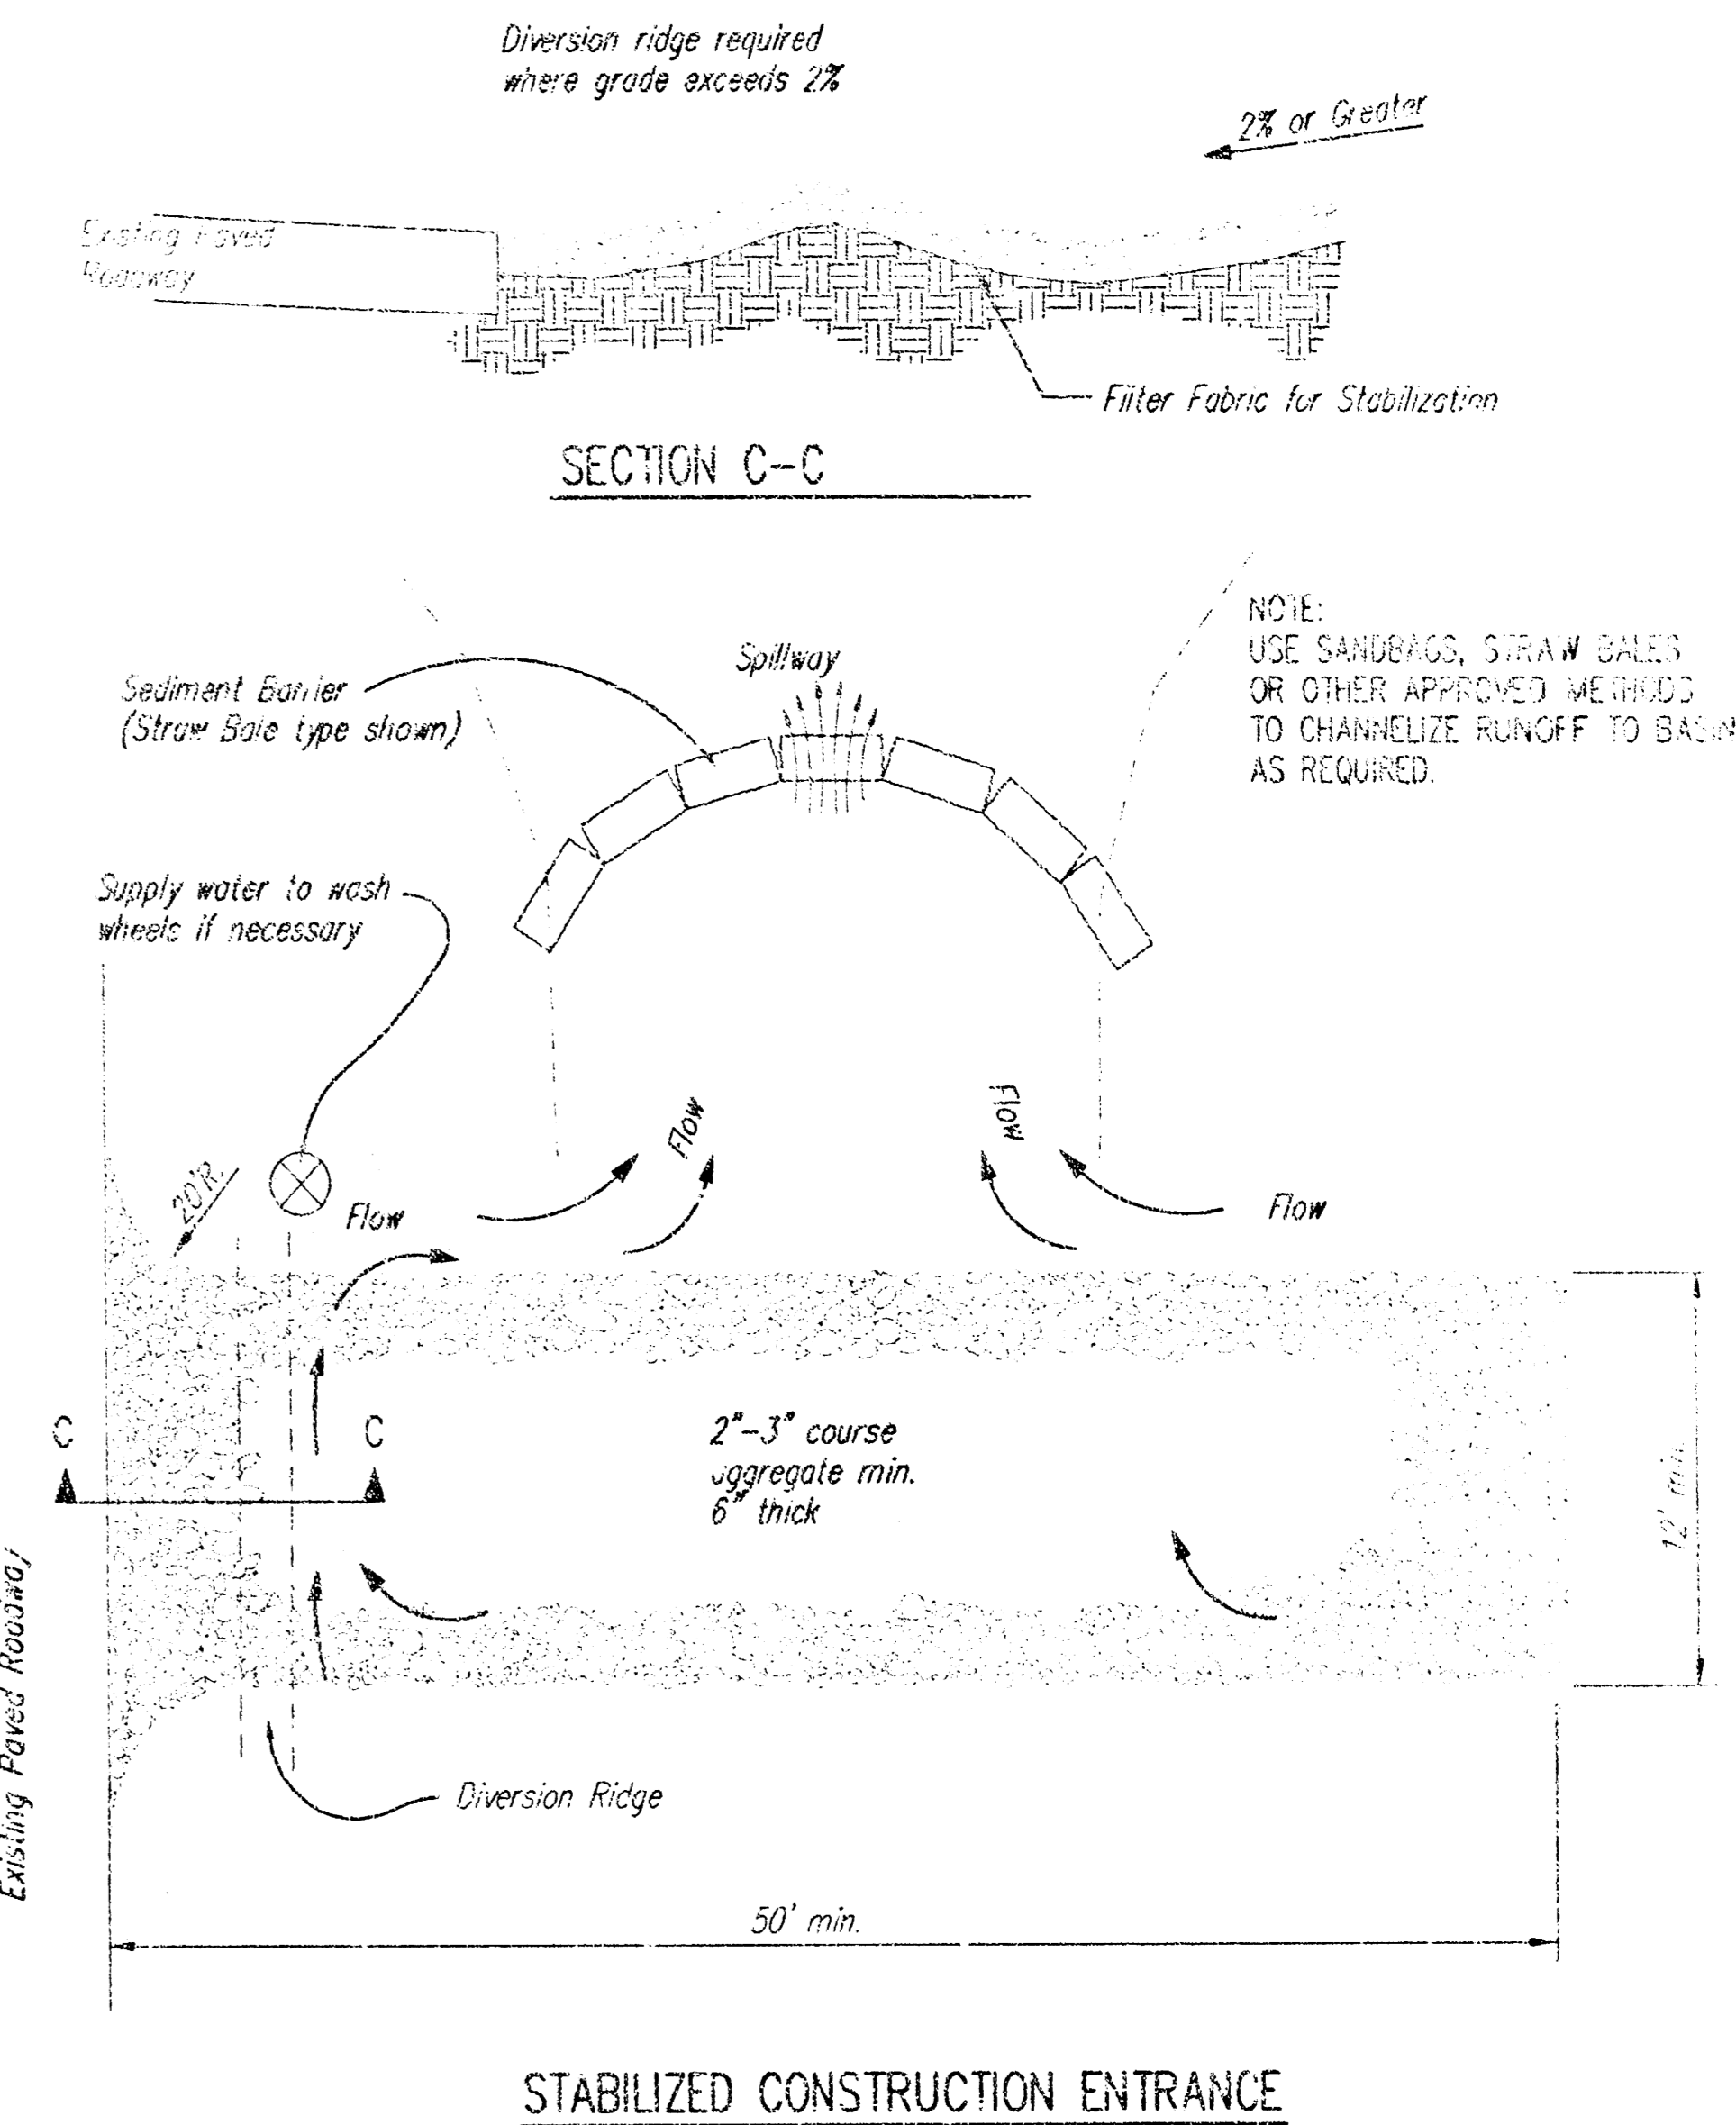 Diversion ridge required
where grade exceeds 2%
2% or Greater
Existing Paved
Roadway
Filter Fabric for Stabilization
SECTION C-C
NOTE:
USE SANDBAGS, STRAW BALES
OR OTHER APPROVED METHODS
TO CHANNELIZE RUNOFF TO BASIN
AS REQUIRED.
Spillway
Sediment Barrier
(Straw Bale type shown)
Supply water to wash
wheels if necessary
Flow
Flow
20'R.
Flow
Flow
C
C
2"-3" course
aggregate min.
6" thick
12' min.
Existing Paved Roadway
Diversion Ridge
50' min.
STABILIZED CONSTRUCTION ENTRANCE